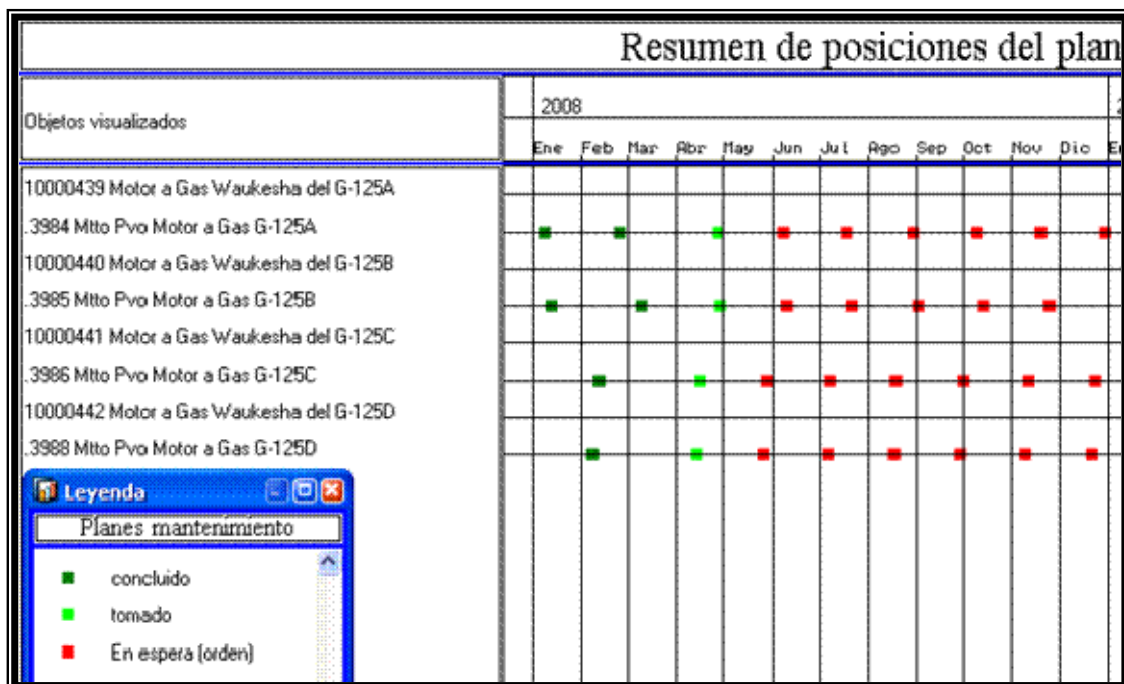 Resumen de posiciones del plan
Objetos visualizados
2008
Ene Feb Mar Abr May Jun Jul Ago Sep Oct Nov Dic
10000439 Motor a Gas Waukesha del G-125A
.3984 Mtto Pvo Motor a Gas G-125A
10000440 Motor a Gas Waukesha del G-125B
.3985 Mtto Pvo Motor a Gas G-125B
10000441 Motor a Gas Waukesha del G-125C
.3986 Mtto Pvo Motor a Gas G-125C
10000442 Motor a Gas Waukesha del G-125D
.3988 Mtto Pvo Motor a Gas G-125D
Leyenda
Planes mantenimiento
concluido
tomado
En espera (orden)